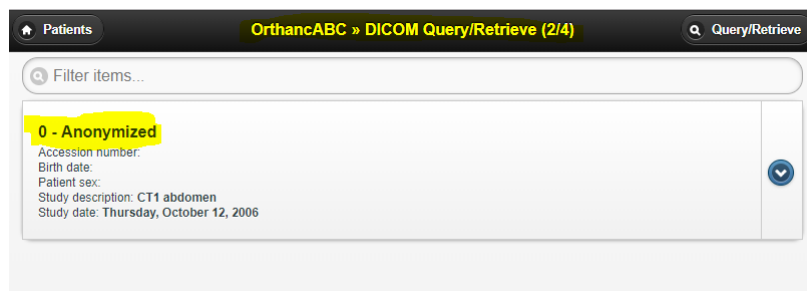 Patients
OrthancABC » DICOM Query/Retrieve (2/4)
Query/Retrieve
Filter items...
0 - Anonymized
Accession number:
Birth date:
Patient sex:
Study description: CT1 abdomen
Study date: Thursday, October 12, 2006